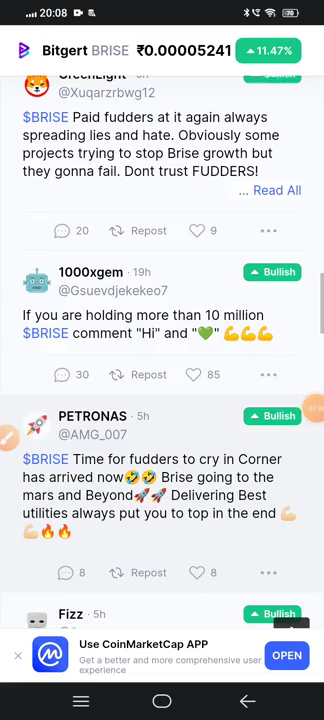 20:08
70
Bitgert BRISE ₹0.00005241 11.47%
GreenEight
@Xuqarzrbwg12
$BRISE Paid fudders at it again always
spreading lies and hate. Obviously some
projects trying to stop Brise growth but
they gonna fail. Dont trust FUDDERS!
... Read All
20 Repost 9 •••
1000xgem · 19h Bullish
@Gsuevdjekekeo7
If you are holding more than 10 million
$BRISE comment "Hi" and "💚" 💪💪💪
30 Repost 85 •••
PETRONAS · 5h Bullish
@AMG_007
$BRISE Time for fudders to cry in Corner
has arrived now🤣🤣 Brise going to the
mars and Beyond🚀🚀 Delivering Best
utilities always put you to top in the end 💪🏻
💪🏻🔥🔥
8 Repost 8 •••
Fizz · 5h Bullish
Use CoinMarketCap APP
Get a better and more comprehensive user
experience
OPEN